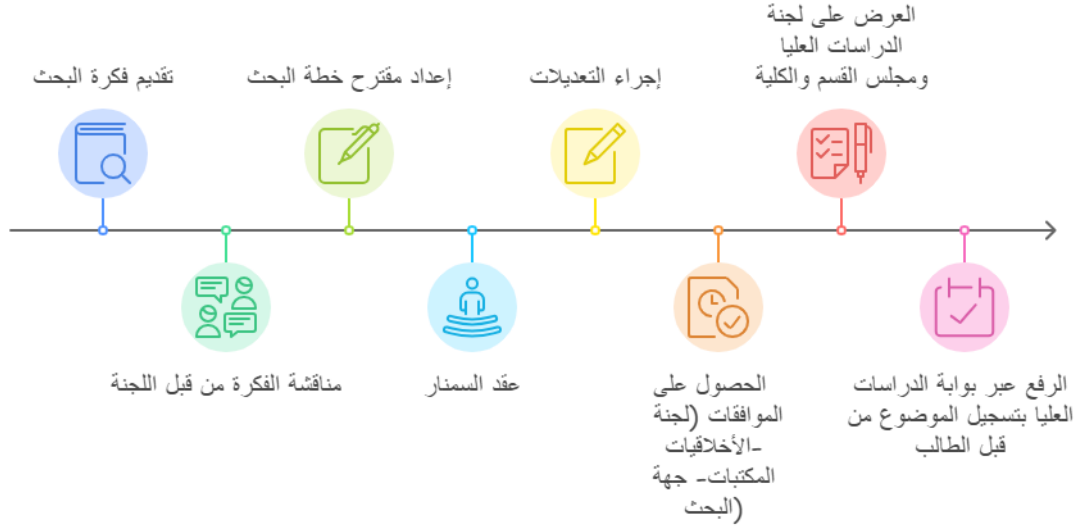 تقديم فكرة البحث
مناقشة الفكرة من قبل اللجنة
إعداد مقترح خطة البحث
عقد السمنار
إجراء التعديلات
الحصول على
الموافقات (لجنة
الأخلاقيات-
المكتبات- جهة
البحث)
العرض على لجنة
الدراسات العليا
ومجلس القسم والكلية
الرفع عبر بوابة الدراسات
العليا بتسجيل الموضوع من
قبل الطالب